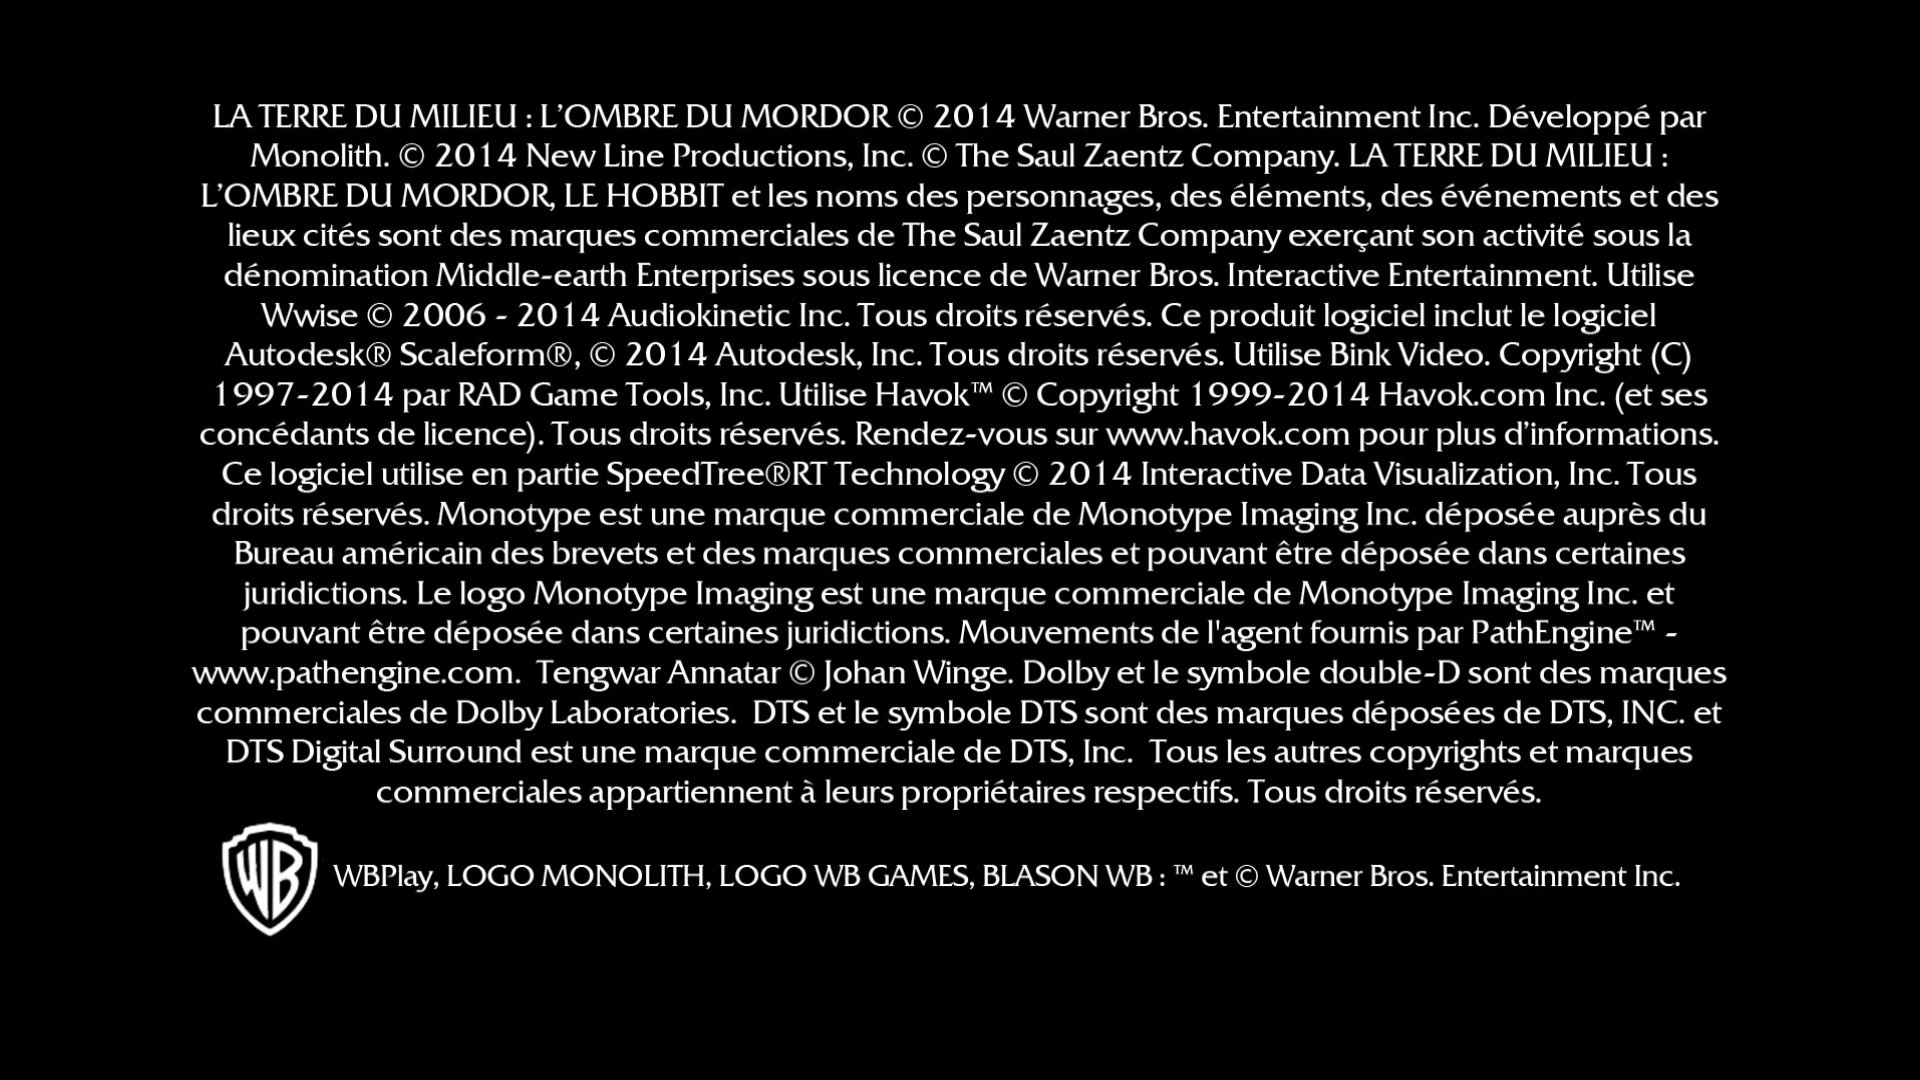 LA TERRE DU MILIEU : L’OMBRE DU MORDOR © 2014 Warner Bros. Entertainment Inc. Développé par
Monolith. © 2014 New Line Productions, Inc. © The Saul Zaentz Company. LA TERRE DU MILIEU :
L’OMBRE DU MORDOR, LE HOBBIT et les noms des personnages, des éléments, des événements et des
lieux cités sont des marques commerciales de The Saul Zaentz Company exerçant son activité sous la
dénomination Middle-earth Enterprises sous licence de Warner Bros. Interactive Entertainment. Utilise
Wwise © 2006 - 2014 Audiokinetic Inc. Tous droits réservés. Ce produit logiciel inclut le logiciel
Autodesk® Scaleform®, © 2014 Autodesk, Inc. Tous droits réservés. Utilise Bink Video. Copyright (C)
1997-2014 par RAD Game Tools, Inc. Utilise Havok™ © Copyright 1999-2014 Havok.com Inc. (et ses
concédants de licence). Tous droits réservés. Rendez-vous sur www.havok.com pour plus d’informations.
Ce logiciel utilise en partie SpeedTree®RT Technology © 2014 Interactive Data Visualization, Inc. Tous
droits réservés. Monotype est une marque commerciale de Monotype Imaging Inc. déposée auprès du
Bureau américain des brevets et des marques commerciales et pouvant être déposée dans certaines
juridictions. Le logo Monotype Imaging est une marque commerciale de Monotype Imaging Inc. et
pouvant être déposée dans certaines juridictions. Mouvements de l'agent fournis par PathEngine™ -
www.pathengine.com.  Tengwar Annatar © Johan Winge. Dolby et le symbole double-D sont des marques
commerciales de Dolby Laboratories.  DTS et le symbole DTS sont des marques déposées de DTS, INC. et
DTS Digital Surround est une marque commerciale de DTS, Inc.  Tous les autres copyrights et marques
commerciales appartiennent à leurs propriétaires respectifs. Tous droits réservés.
WB WBPlay, LOGO MONOLITH, LOGO WB GAMES, BLASON WB : ™ et © Warner Bros. Entertainment Inc.